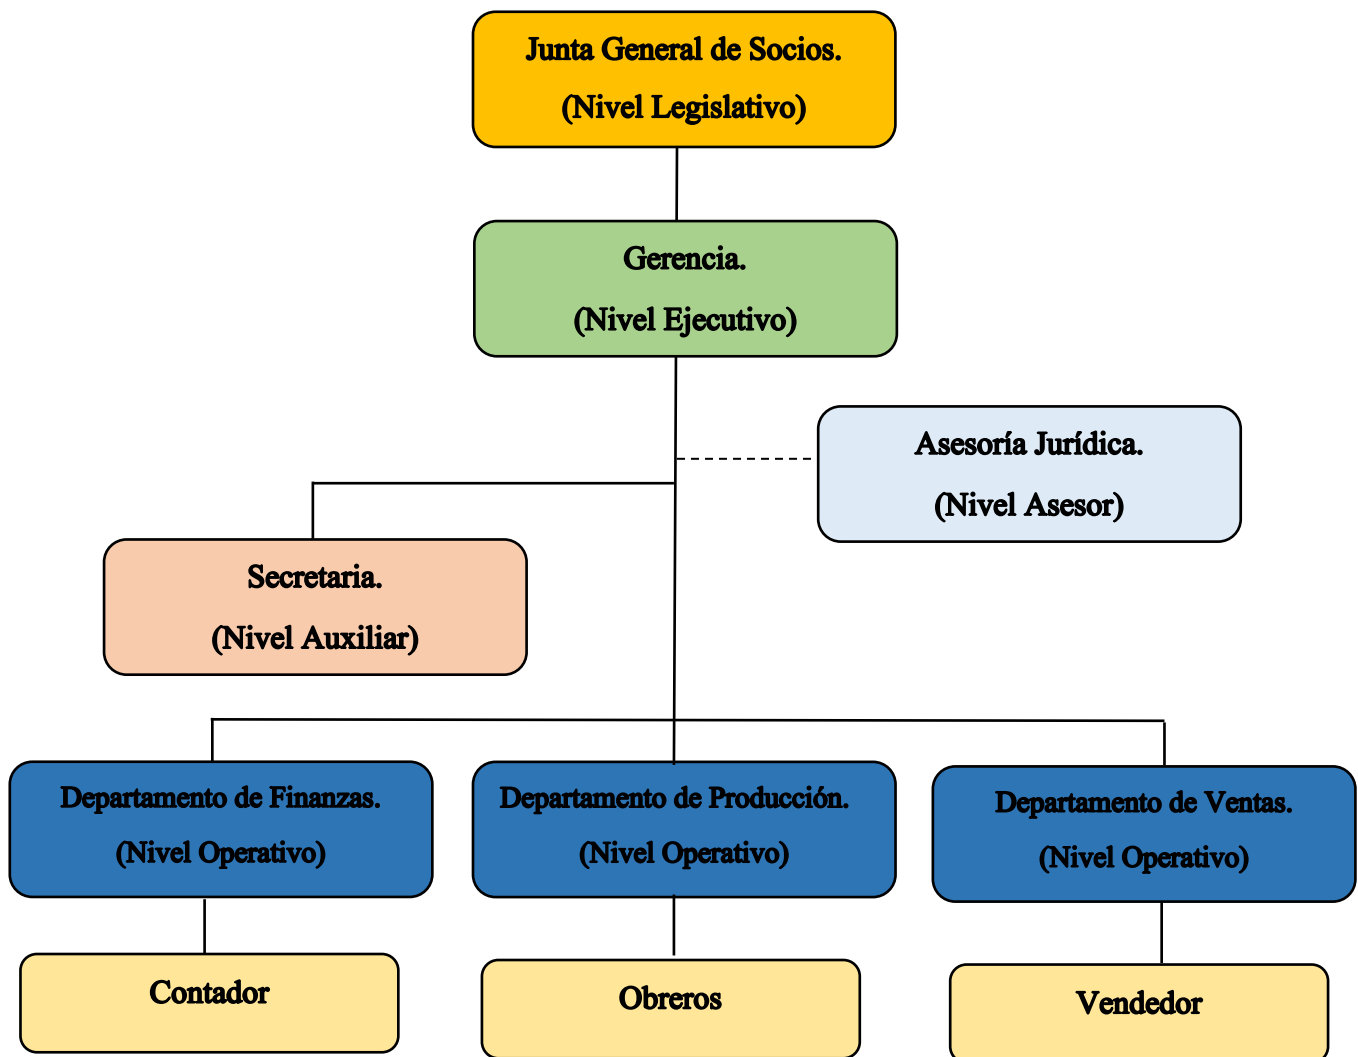 Junta General de Socios.
(Nivel Legislativo)
Gerencia.
(Nivel Ejecutivo)
Asesoría Jurídica.
(Nivel Asesor)
Secretaria.
(Nivel Auxiliar)
Departamento de Finanzas.
(Nivel Operativo)
Departamento de Producción.
(Nivel Operativo)
Departamento de Ventas.
(Nivel Operativo)
Contador
Obreros
Vendedor